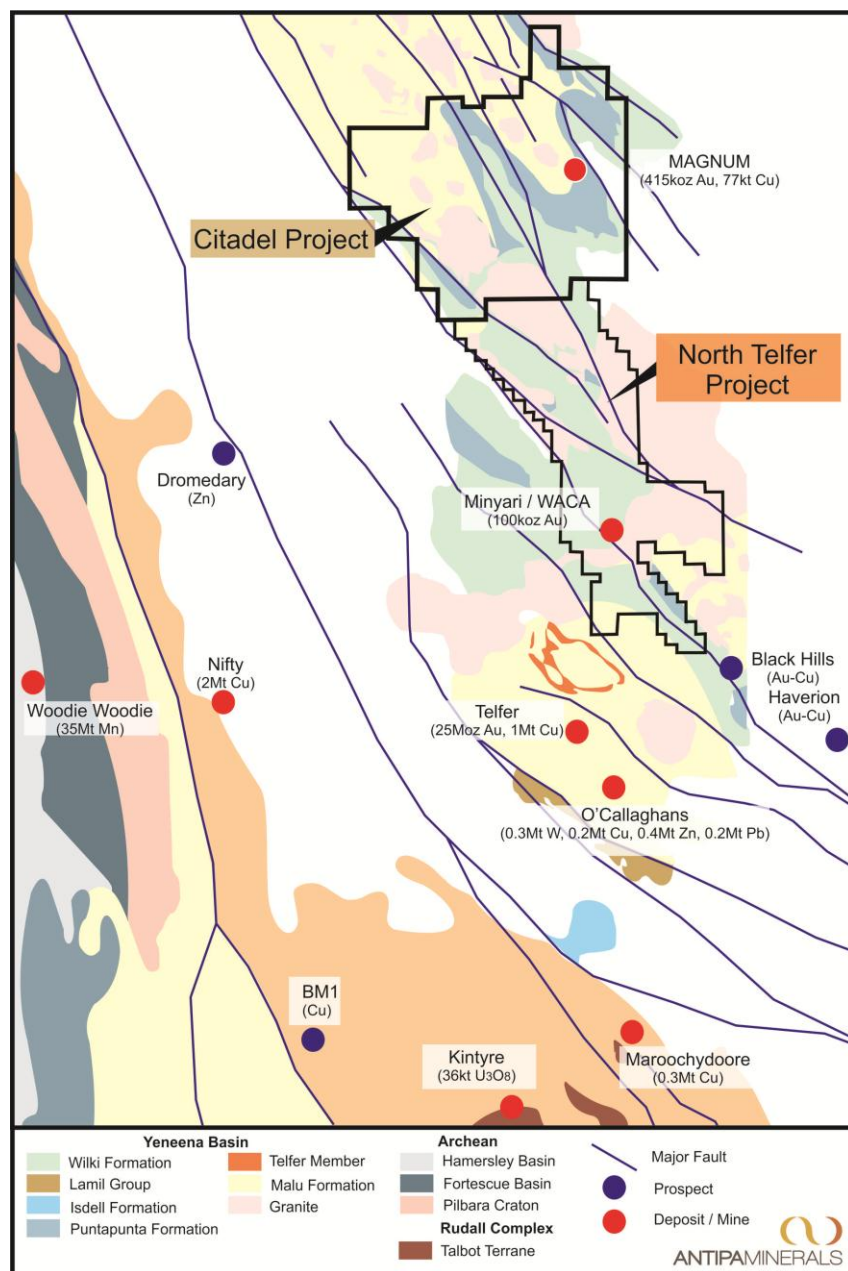 MAGNUM
(415koz Au, 77kt Cu)
Citadel Project
North Telfer
Project
Dromedary
(Zn)
Minyari / WACA
(100koz Au)
Black Hills
(Au-Cu)
Haverion
(Au-Cu)
Nifty
(2Mt Cu)
Woodie Woodie
(35Mt Mn)
Telfer
(25Moz Au, 1Mt Cu)
O'Callaghans
(0.3Mt W, 0.2Mt Cu, 0.4Mt Zn, 0.2Mt Pb)
BM1
(Cu)
Kintyre
(36kt U3O8)
Maroochydoore
(0.3Mt Cu)
Yeneena Basin
Wilki Formation
Lamil Group
Isdell Formation
Puntapunta Formation
Telfer Member
Malu Formation
Granite
Archean
Hamersley Basin
Fortescue Basin
Pilbara Craton
Rudall Complex
Talbot Terrane
Major Fault
Prospect
Deposit / Mine
ANTIPAMINERALS